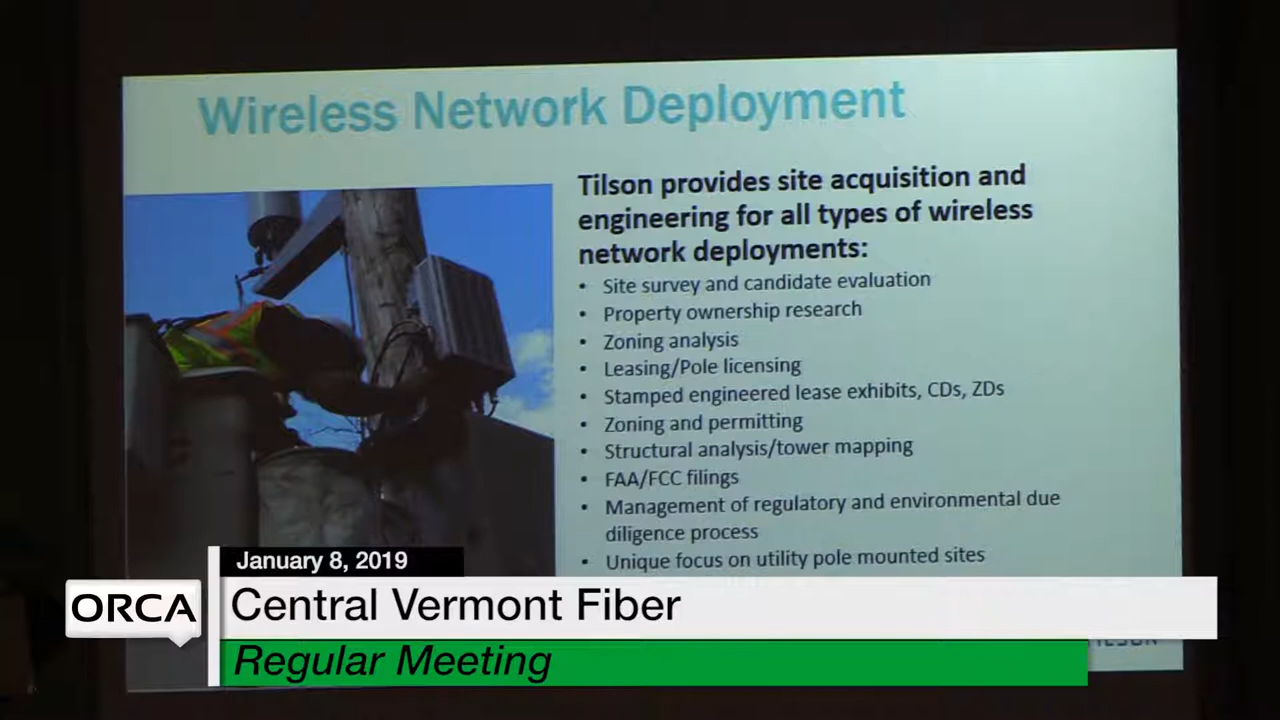 Wireless Network Deployment
Tilson provides site acquisition and
engineering for all types of wireless
network deployments:
• Site survey and candidate evaluation
• Property ownership research
• Zoning analysis
• Leasing/Pole licensing
• Stamped engineered lease exhibits, CDs, ZDs
• Zoning and permitting
• Structural analysis/tower mapping
• FAA/FCC filings
• Management of regulatory and environmental due
diligence process
• Unique focus on utility pole mounted sites
January 8, 2019
ORCA
Central Vermont Fiber
Regular Meeting